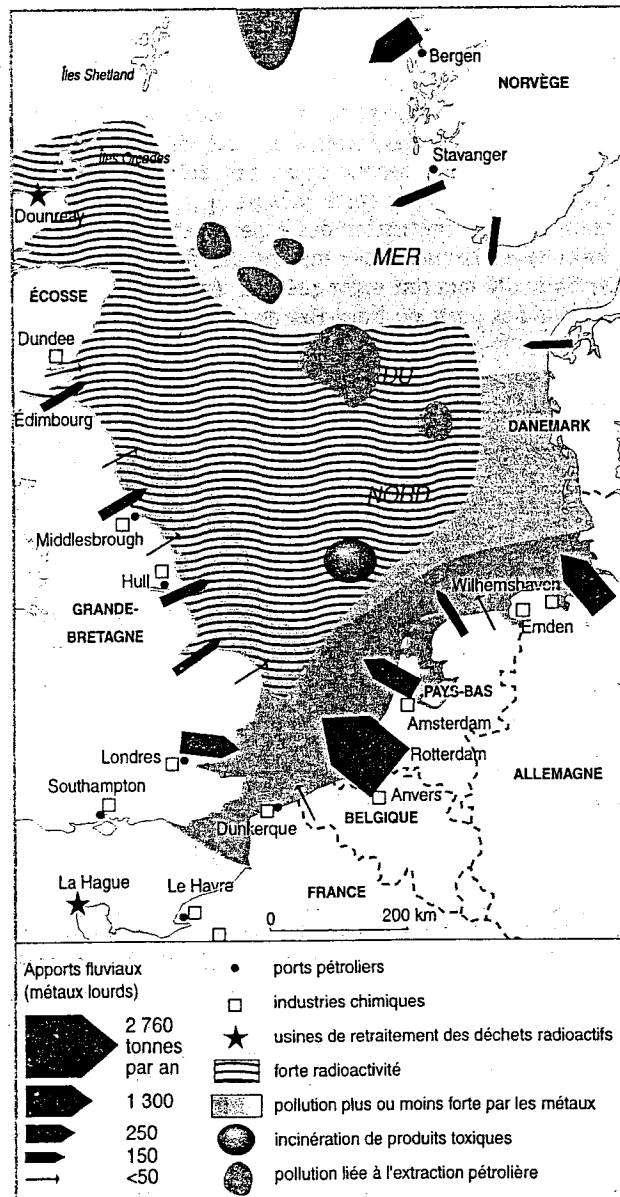 Îles Shetland
Bergen
NORVÈGE
Stavanger
Îles Orcades
Dounreay
MER
ÉCOSSE
Dundee
DU
Édimbourg
DANEMARK
NORD
Middlesbrough
Hull
Wilhemshaven
GRANDE-
BRETAGNE
Emden
PAYS-BAS
Amsterdam
Londres
Rotterdam
ALLEMAGNE
Southampton
Anvers
Dunkerque
BELGIQUE
La Hague
Le Havre
FRANCE
0 200 km
Apports fluviaux
(métaux lourds)
2 760
tonnes
par an
1 300
250
150
<50
ports pétroliers
industries chimiques
usines de retraitement des déchets radioactifs
forte radioactivité
pollution plus ou moins forte par les métaux
incinération de produits toxiques
pollution liée à l'extraction pétrolière